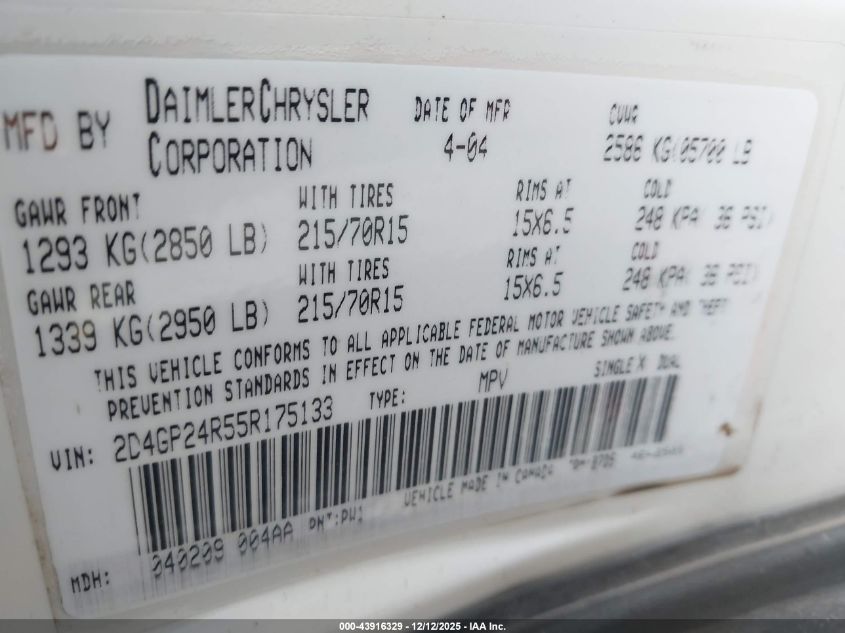 MFD BY DAIMLERCHRYSLER CORPORATION
DATE OF MFR 4-04
GVWR 2586 KG(05700 LB
GAWR FRONT WITH TIRES RIMS AT COLD
1293 KG(2850 LB) 215/70R15 15X6.5 248 KPA( 36 PSI)
GAWR REAR WITH TIRES RIMS AT COLD
1339 KG(2950 LB) 215/70R15 15X6.5 248 KPA( 36 PSI)
THIS VEHICLE CONFORMS TO ALL APPLICABLE FEDERAL MOTOR VEHICLE SAFETY AND THEFT
PREVENTION STANDARDS IN EFFECT ON THE DATE OF MANUFACTURE SHOWN ABOVE.
VIN: 2D4GP24R55R175133 TYPE: MPV SINGLE X DUAL
MDH: 040209 004AA PNT:PW1 VEHICLE MADE IN CANADA
000-43916329 | 12/12/2025 - IAA Inc.